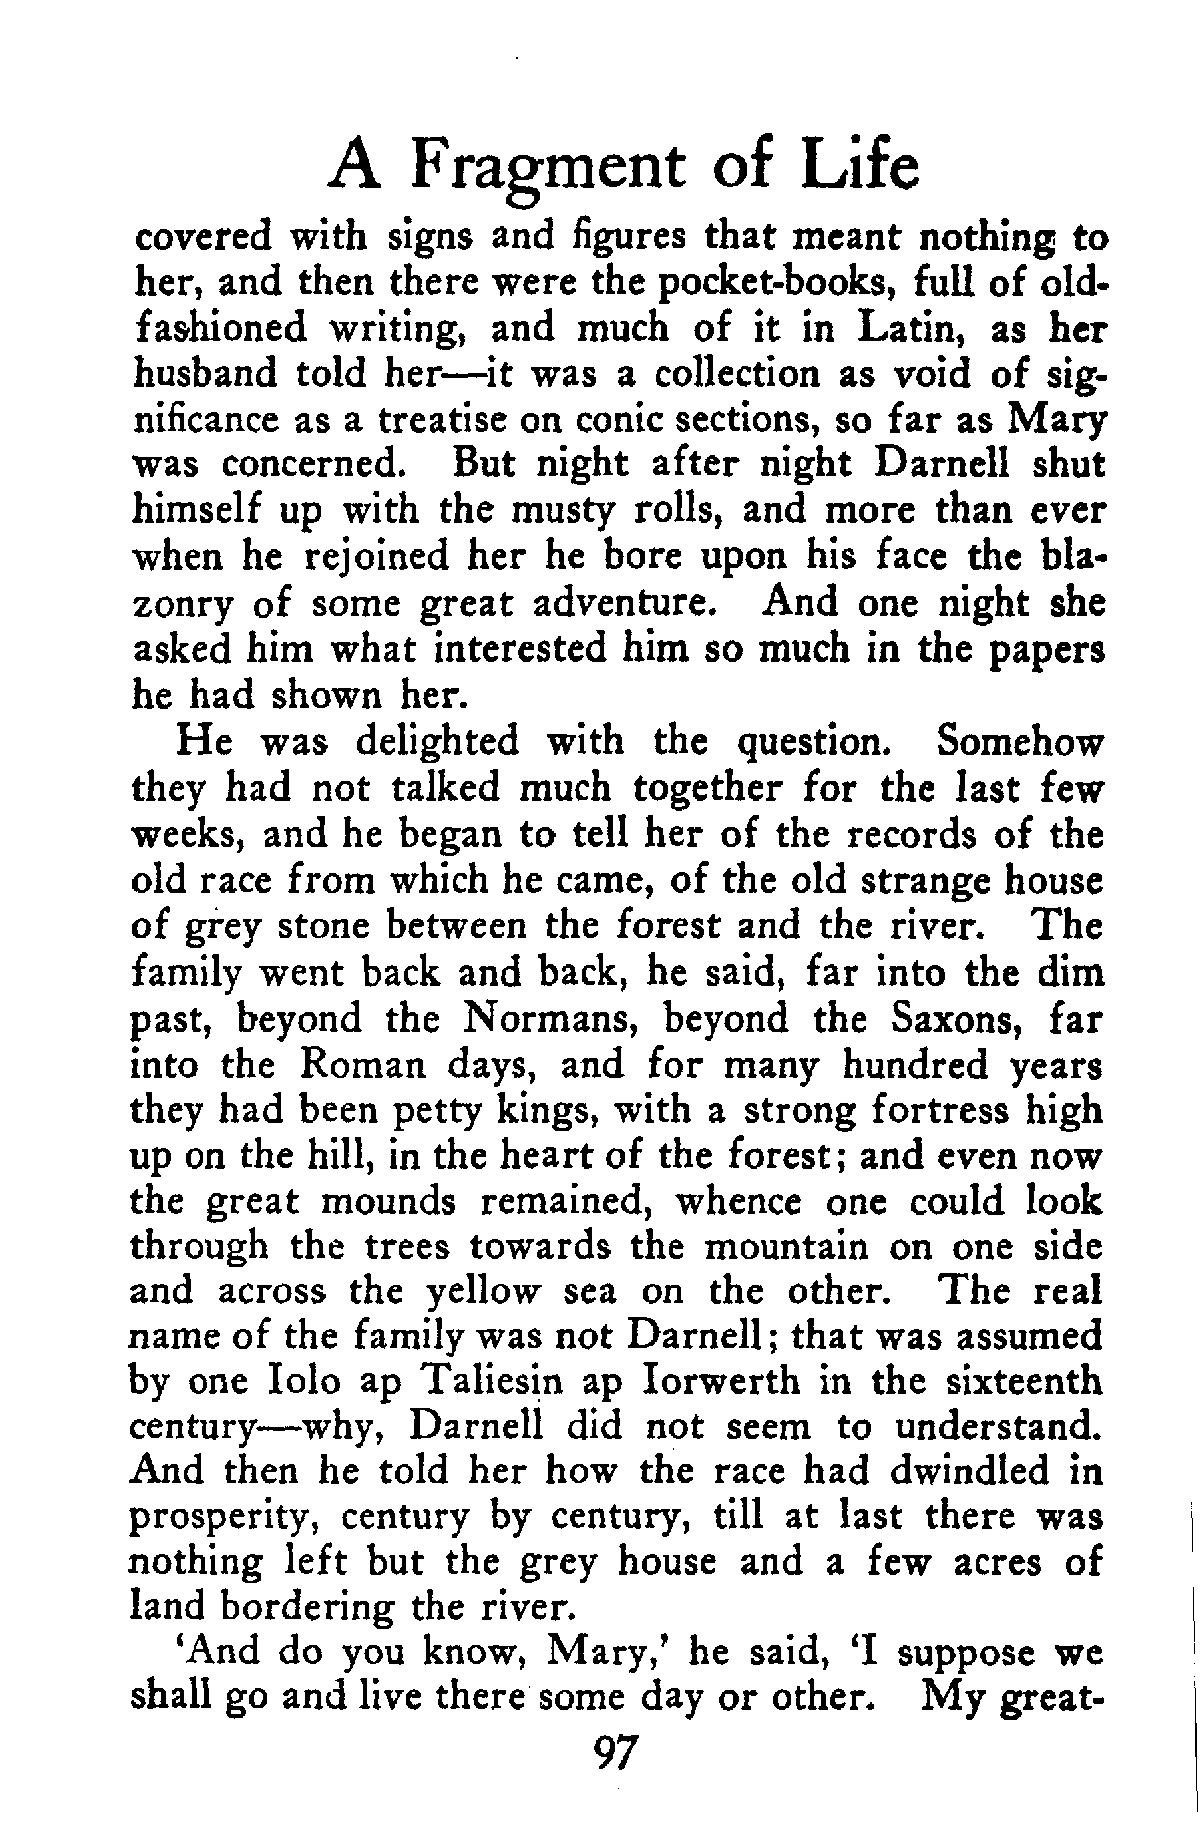 A Fragment of Life
covered with signs and figures that meant nothing to
her, and then there were the pocket-books, full of old-
fashioned writing, and much of it in Latin, as her
husband told her—it was a collection as void of sig-
nificance as a treatise on conic sections, so far as Mary
was concerned. But night after night Darnell shut
himself up with the musty rolls, and more than ever
when he rejoined her he bore upon his face the bla-
zonry of some great adventure. And one night she
asked him what interested him so much in the papers
he had shown her.
He was delighted with the question. Somehow
they had not talked much together for the last few
weeks, and he began to tell her of the records of the
old race from which he came, of the old strange house
of grey stone between the forest and the river. The
family went back and back, he said, far into the dim
past, beyond the Normans, beyond the Saxons, far
into the Roman days, and for many hundred years
they had been petty kings, with a strong fortress high
up on the hill, in the heart of the forest; and even now
the great mounds remained, whence one could look
through the trees towards the mountain on one side
and across the yellow sea on the other. The real
name of the family was not Darnell; that was assumed
by one Iolo ap Taliesin ap Iorwerth in the sixteenth
century—why, Darnell did not seem to understand.
And then he told her how the race had dwindled in
prosperity, century by century, till at last there was
nothing left but the grey house and a few acres of
land bordering the river.
‘And do you know, Mary,’ he said, ‘I suppose we
shall go and live there some day or other. My great-
97